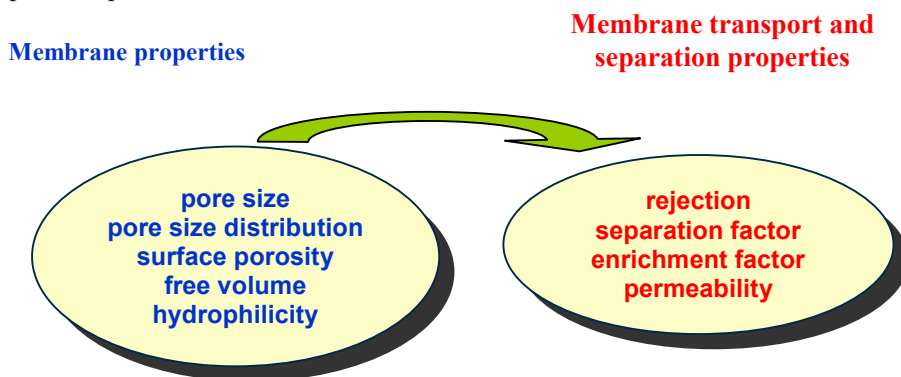 Membrane properties
Membrane transport and
separation properties
pore size
pore size distribution
surface porosity
free volume
hydrophilicity
rejection
separation factor
enrichment factor
permeability